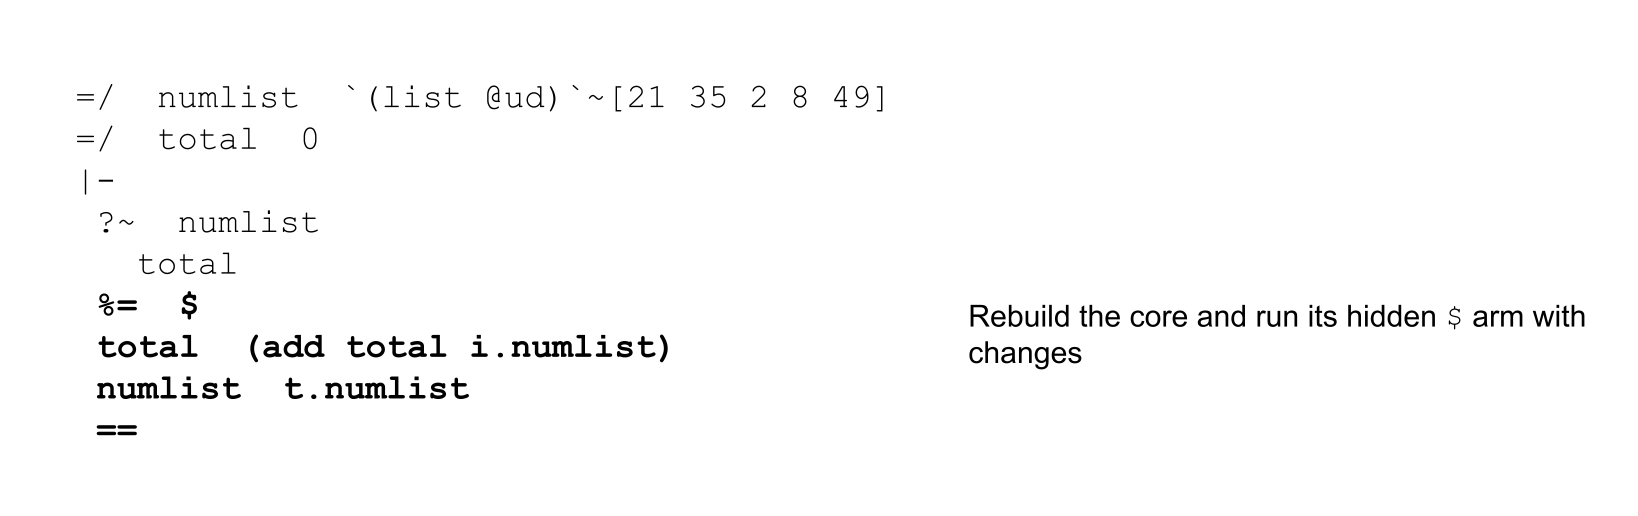 =/  numlist  `(list @ud)`~[21 35 2 8 49]
=/  total  0
|-
 ?~  numlist
   total
 %=  $
 total  (add total i.numlist)
 numlist  t.numlist
 ==
Rebuild the core and run its hidden $ arm with
changes